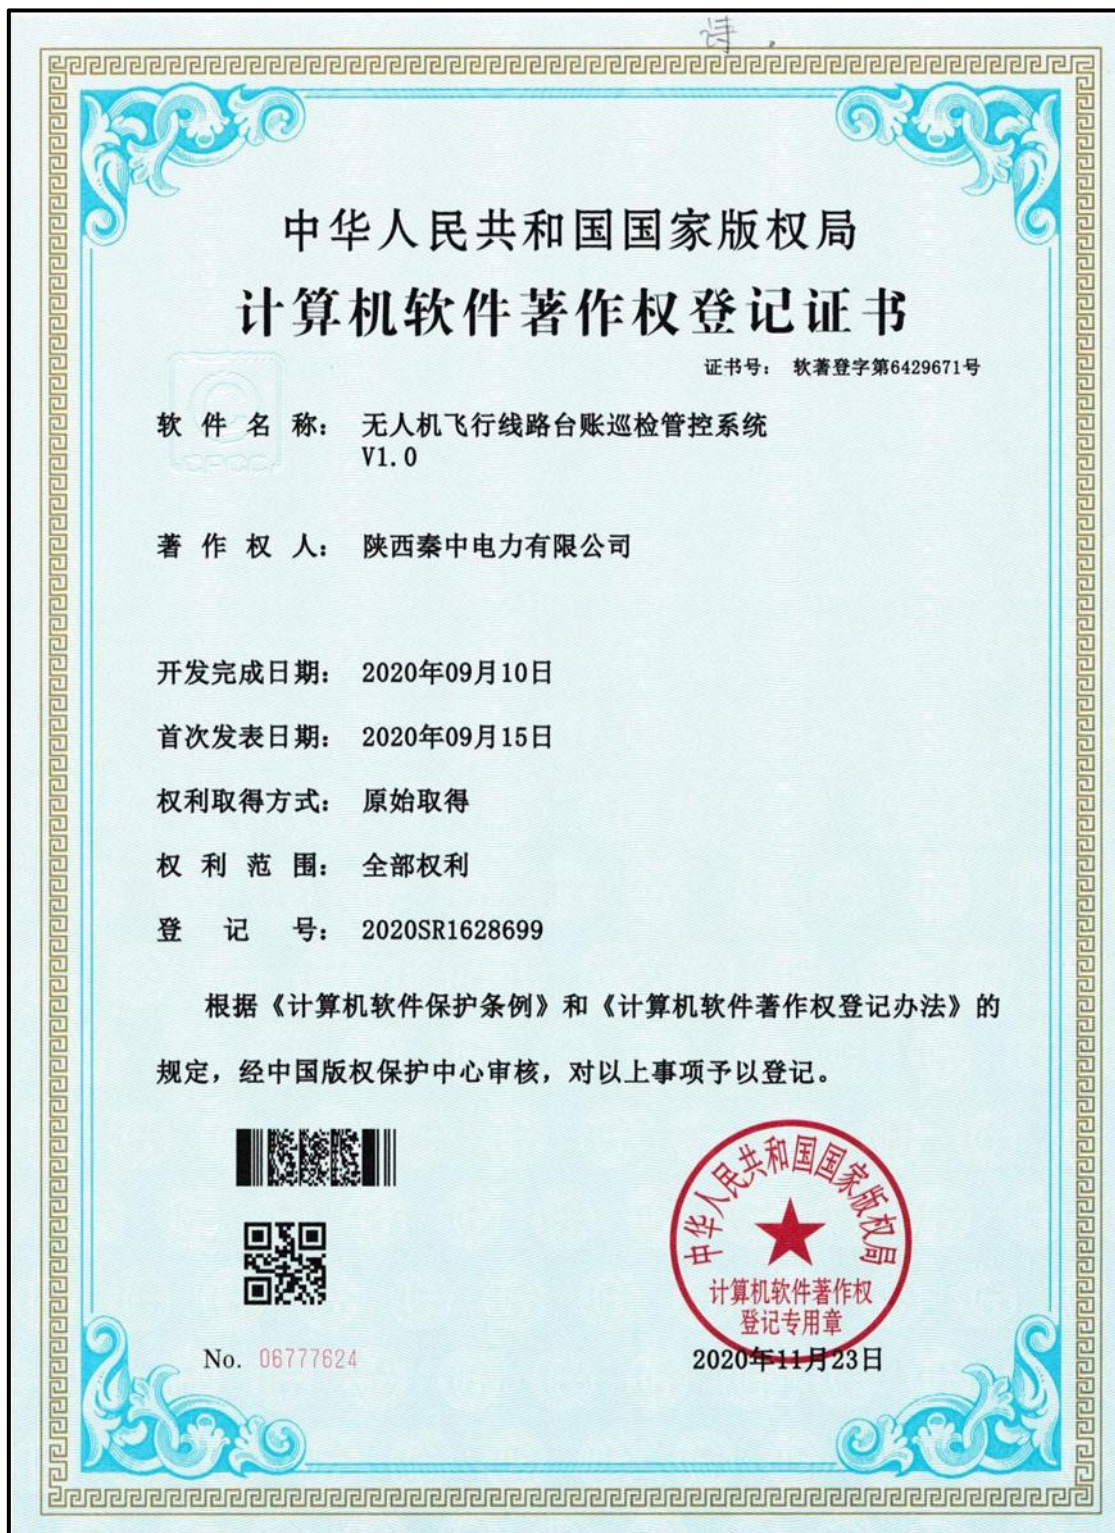 诗.
中华人民共和国国家版权局
计算机软件著作权登记证书
证书号： 软著登字第6429671号
软件名称： 无人机飞行线路台账巡检管控系统
V1.0
CPCC
著作权人： 陕西秦中电力有限公司
开发完成日期： 2020年09月10日
首次发表日期： 2020年09月15日
权利取得方式： 原始取得
权利范围： 全部权利
登记号： 2020SR1628699
根据《计算机软件保护条例》和《计算机软件著作权登记办法》的
规定，经中国版权保护中心审核，对以上事项予以登记。
中华人民共和国国家版权局
计算机软件著作权
登记专用章
No. 06777624
2020年11月23日